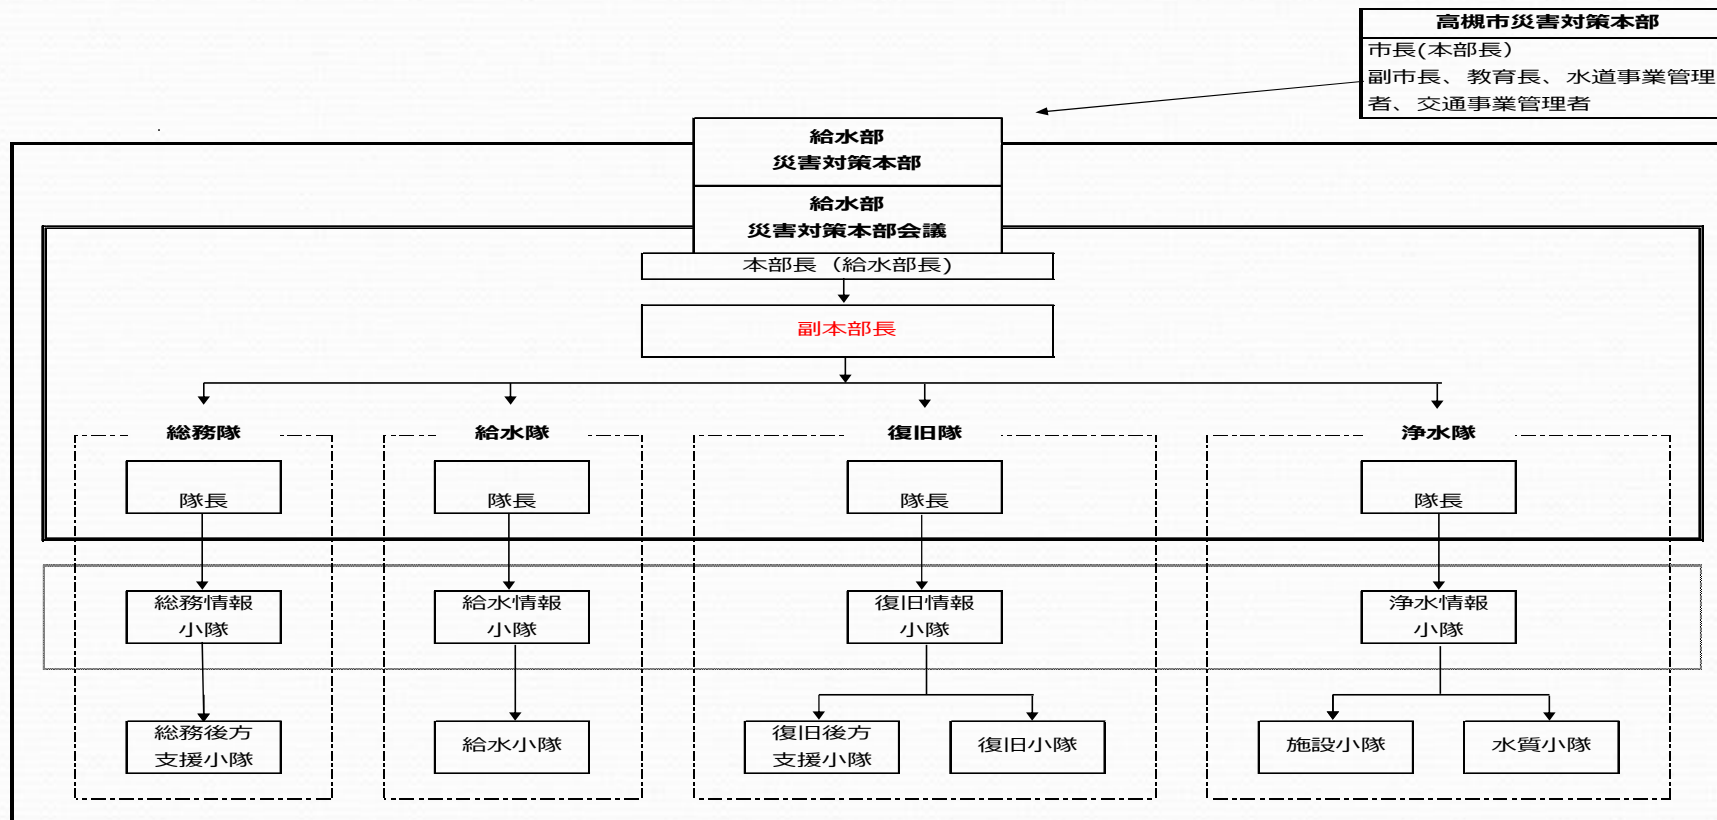 高槻市災害対策本部
市長(本部長)
副市長、教育長、水道事業管理
者、交通事業管理者
給水部
災害対策本部
給水部
災害対策本部会議
本部長（給水部長)
副本部長
総務隊
給水隊
復旧隊
浄水隊
隊長
隊長
隊長
隊長
総務情報
小隊
給水情報
小隊
復旧情報
小隊
浄水情報
小隊
総務後方
支援小隊
給水小隊
復旧後方
支援小隊
復旧小隊
施設小隊
水質小隊